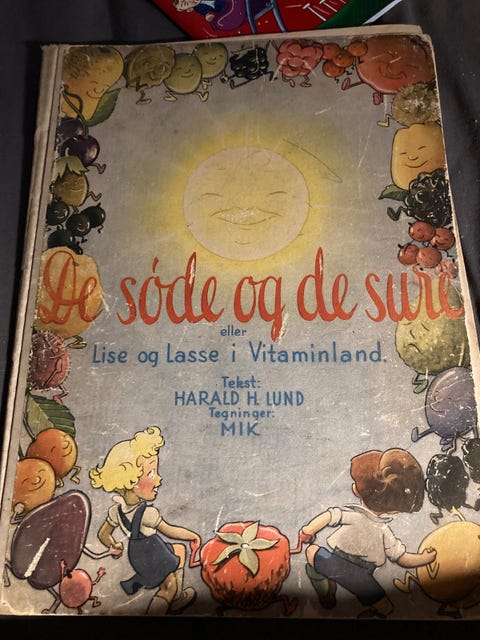 De søde og de sure
eller
Lise og Lasse i Vitaminland.
Tekst:
HARALD H. LUND
Tegninger:
MIK